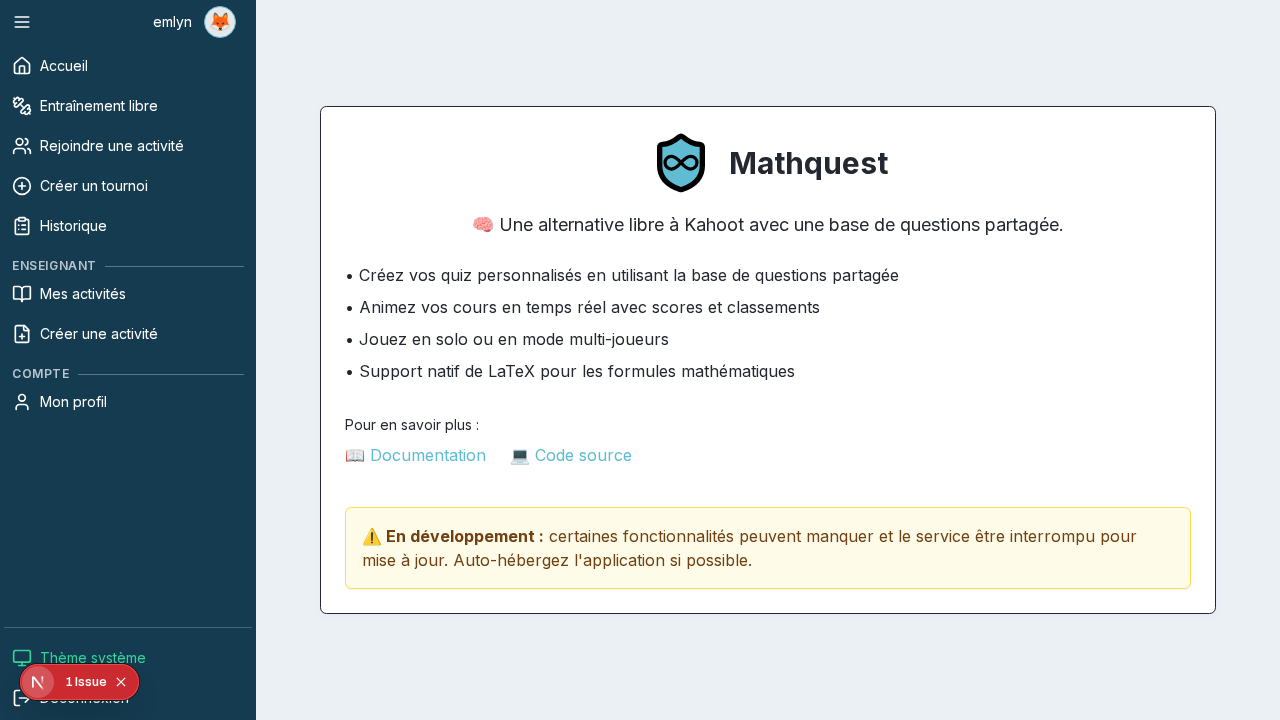 emlyn
Accueil
Entraînement libre
Rejoindre une activité
Créer un tournoi
Historique
ENSEIGNANT
Mes activités
Créer une activité
COMPTE
Mon profil
Thème système
1 Issue
Déconnexion
Mathquest
🧠 Une alternative libre à Kahoot avec une base de questions partagée.
• Créez vos quiz personnalisés en utilisant la base de questions partagée
• Animez vos cours en temps réel avec scores et classements
• Jouez en solo ou en mode multi-joueurs
• Support natif de LaTeX pour les formules mathématiques
Pour en savoir plus :
📖 Documentation 💻 Code source
⚠️ En développement : certaines fonctionnalités peuvent manquer et le service être interrompu pour
mise à jour. Auto-hébergez l'application si possible.